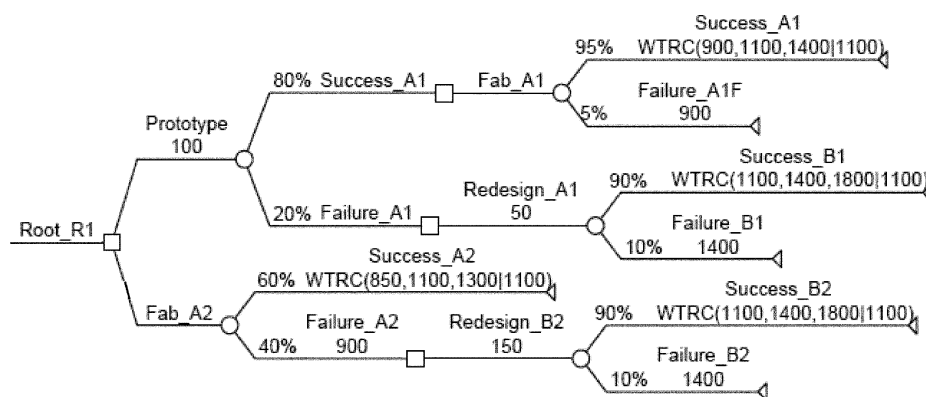 Success_A1
95% WTRC(900,1100,1400|1100)
80% Success_A1
Fab_A1
Failure_A1F
5% 900
Prototype
100
Success_B1
90% WTRC(1100,1400,1800|1100)
Redesign_A1
50
20% Failure_A1
Failure_B1
10% 1400
Root_R1
Success_A2
60% WTRC(850,1100,1300|1100)
Fab_A2
Success_B2
90% WTRC(1100,1400,1800|1100)
Failure_A2
40% 900
Redesign_B2
150
Failure_B2
10% 1400